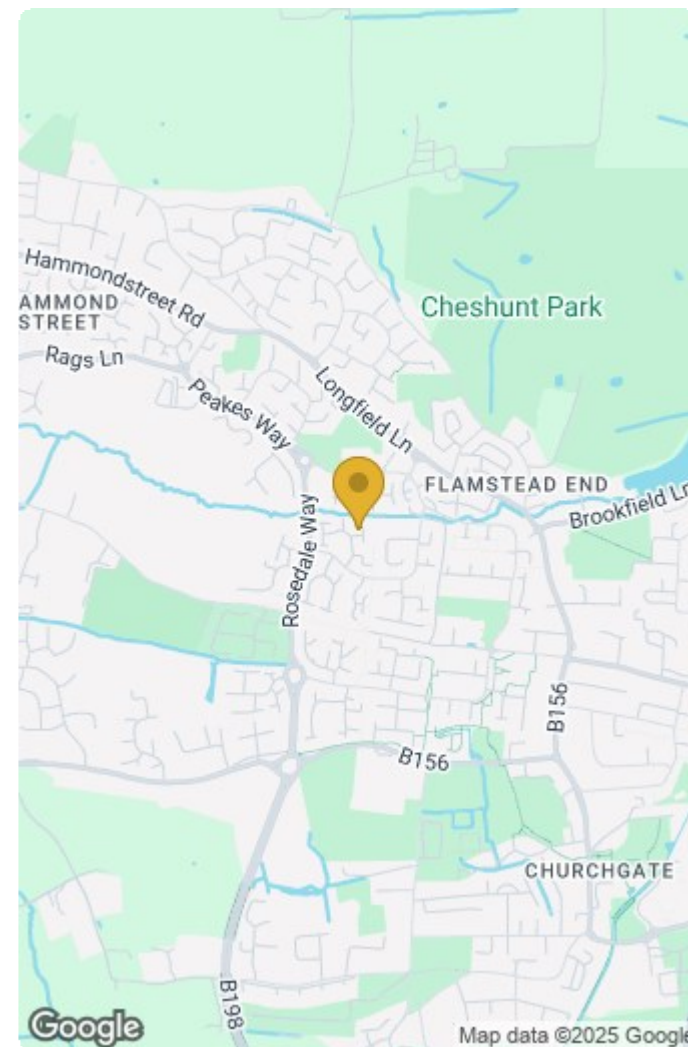 Hammondstreet Rd
AMMOND
STREET
Cheshunt Park
Rags Ln
Longfield Ln
Peakes Way
FLAMSTEAD END
Brookfield Ln
Rosedale Way
B156
B156
CHURCHGATE
B198
Google
Map data ©2025 Google